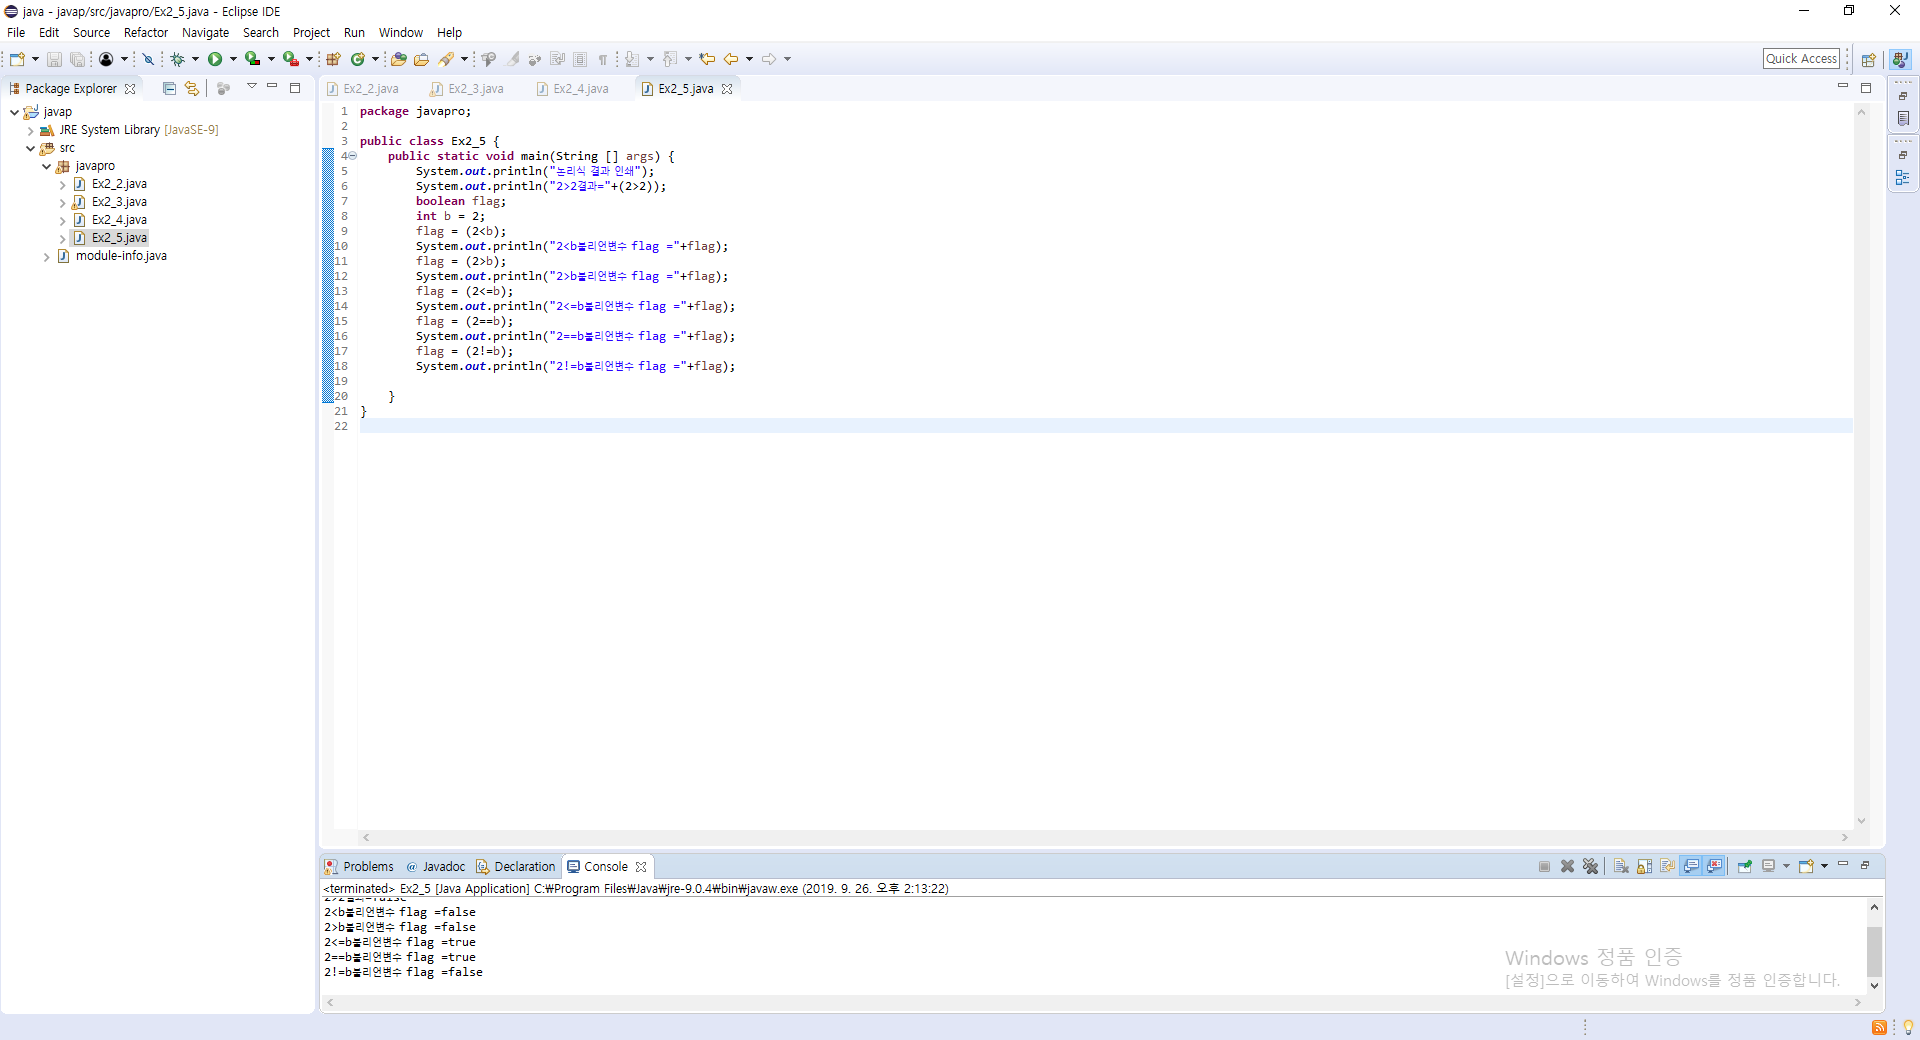 java - javap/src/javapro/Ex2_5.java - Eclipse IDE
File Edit Source Refactor Navigate Search Project Run Window Help
Quick Access
Package Explorer
javap
JRE System Library [JavaSE-9]
src
javapro
Ex2_2.java
Ex2_3.java
Ex2_4.java
Ex2_5.java
module-info.java
Ex2_2.java Ex2_3.java Ex2_4.java Ex2_5.java
1 package javapro;
2
3 public class Ex2_5 {
4 public static void main(String [] args) {
5 System.out.println("논리식 결과 인쇄");
6 System.out.println("2>2결과="+(2>2));
7 boolean flag;
8 int b = 2;
9 flag = (2<b);
10 System.out.println("2<b불리언변수 flag ="+flag);
11 flag = (2>b);
12 System.out.println("2>b불리언변수 flag ="+flag);
13 flag = (2<=b);
14 System.out.println("2<=b불리언변수 flag ="+flag);
15 flag = (2==b);
16 System.out.println("2==b불리언변수 flag ="+flag);
17 flag = (2!=b);
18 System.out.println("2!=b불리언변수 flag ="+flag);
19
20 }
21 }
22
Problems Javadoc Declaration Console
<terminated> Ex2_5 [Java Application] C:₩Program Files₩Java₩jre-9.0.4₩bin₩javaw.exe (2019. 9. 26. 오후 2:13:22)
2>2결과=false
2<b불리언변수 flag =false
2>b불리언변수 flag =false
2<=b불리언변수 flag =true
2==b불리언변수 flag =true
2!=b불리언변수 flag =false
Windows 정품 인증
[설정]으로 이동하여 Windows를 정품 인증합니다.